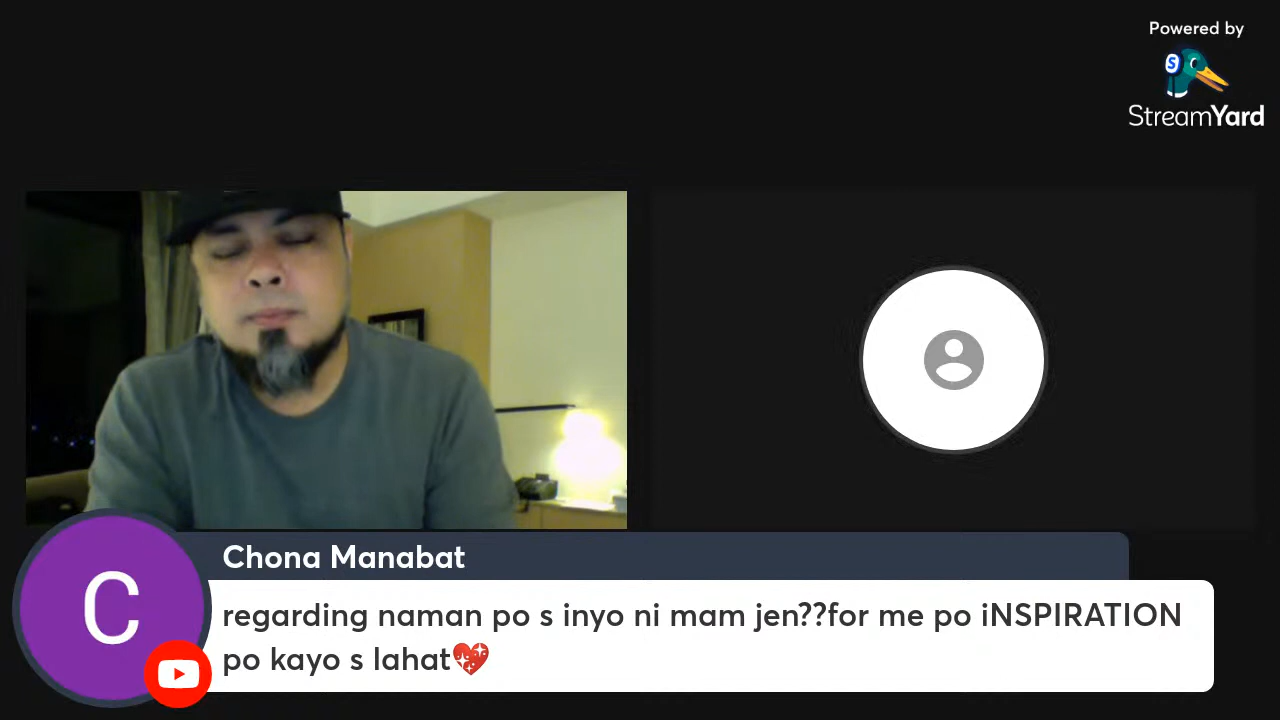 Powered by
S
StreamYard
C
Chona Manabat
regarding naman po s inyo ni mam jen??for me po iNSPIRATION
po kayo s lahat💖